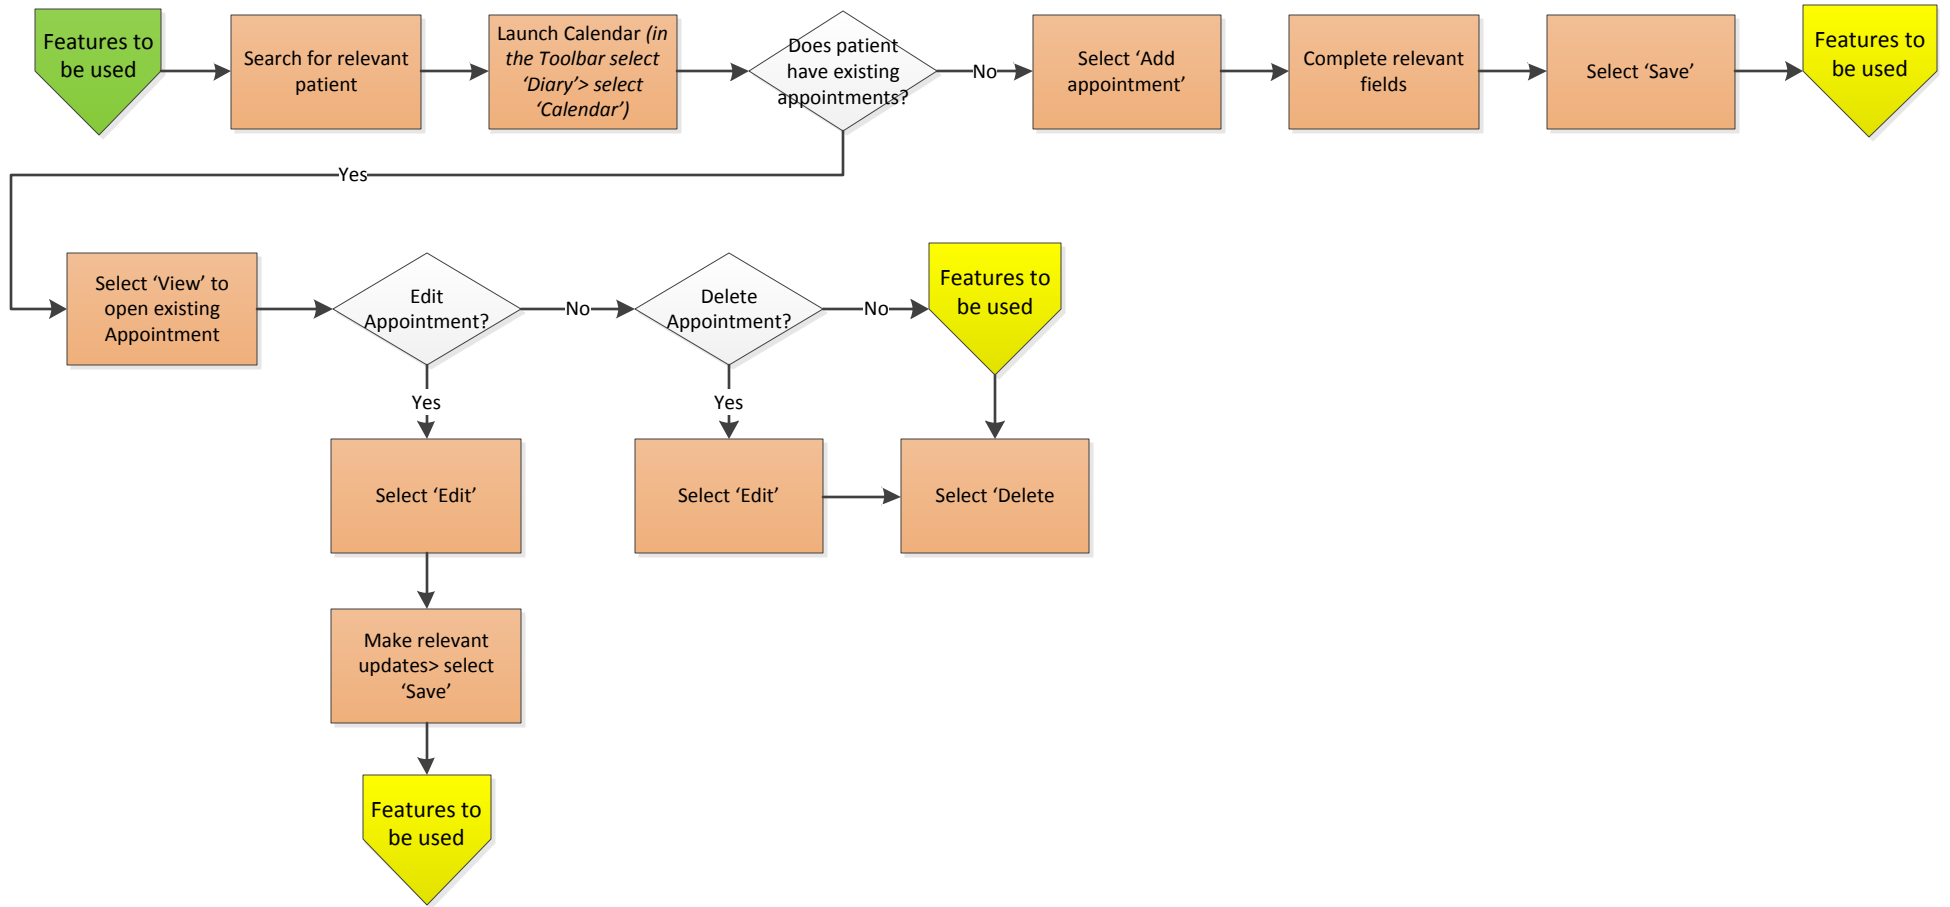 Features to
be used
Search for relevant
patient
Launch Calendar (in
the Toolbar select
‘Diary’> select
‘Calendar’)
Does patient
have existing
appointments?
No
Select ‘Add
appointment’
Complete relevant
fields
Select ‘Save’
Features to
be used
Yes
Select ‘View’ to
open existing
Appointment
Edit
Appointment?
No
Delete
Appointment?
No
Features to
be used
Yes
Yes
Select ‘Edit’
Select ‘Edit’
Select ‘Delete
Make relevant
updates> select
‘Save’
Features to
be used